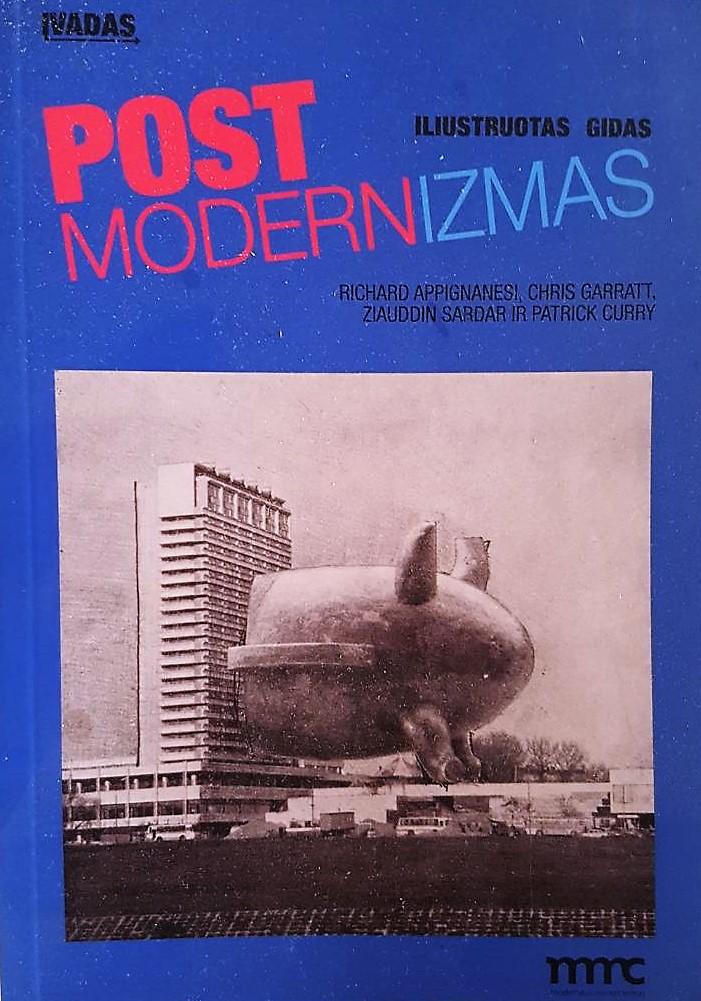 ĮVADAS
POST
ILIUSTRUOTAS GIDAS
MODERNIZMAS
RICHARD APPIGNANESI, CHRIS GARRATT,
ZIAUDDIN SARDAR IR PATRICK CURRY
mmc